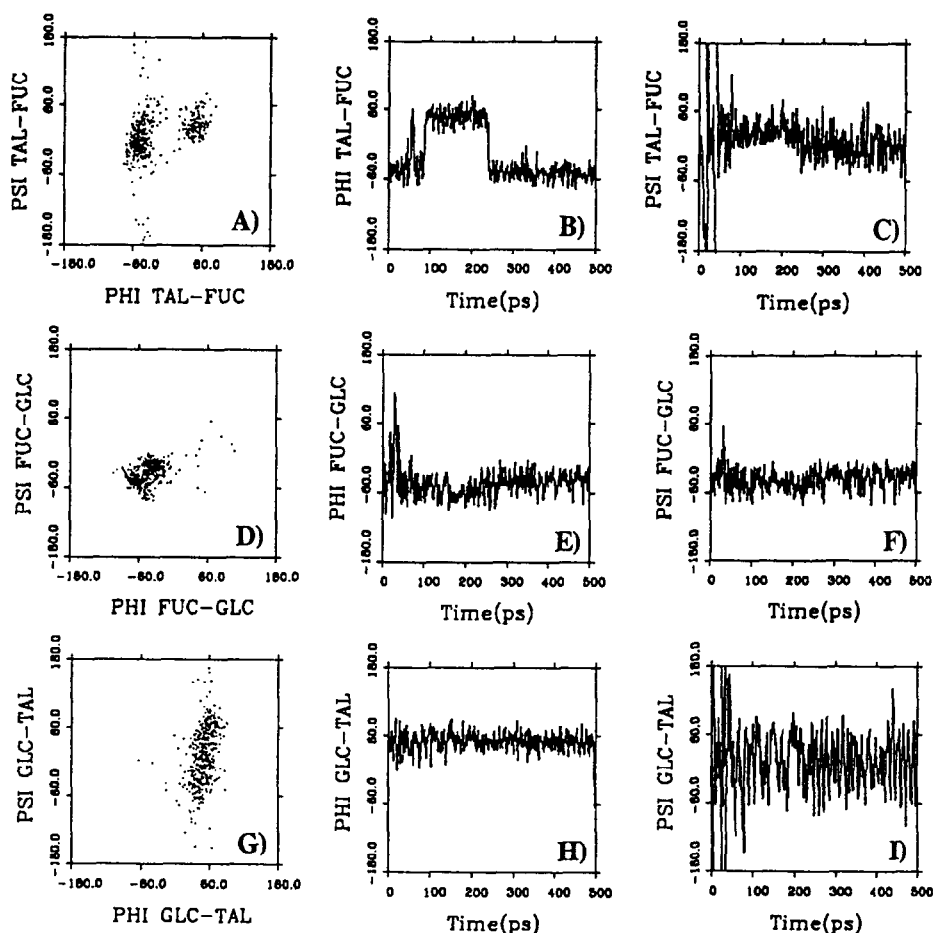 PSI TAL-FUC
180.0
60.0
-60.0
-180.0
A)
-180.0 -60.0 60.0 180.0
PHI TAL-FUC
PHI TAL-FUC
180.0
60.0
-60.0
-180.0
B)
0 100 200 300 400 500
Time(ps)
PSI TAL-FUC
180.0
60.0
-60.0
-180.0
C)
0 100 200 300 400 500
Time(ps)
PSI FUC-GLC
180.0
60.0
-60.0
-180.0
D)
-180.0 -60.0 60.0 180.0
PHI FUC-GLC
PHI FUC-GLC
180.0
60.0
-60.0
-180.0
E)
0 100 200 300 400 500
Time(ps)
PSI FUC-GLC
180.0
60.0
-60.0
-180.0
F)
0 100 200 300 400 500
Time(ps)
PSI GLC-TAL
180.0
60.0
-60.0
-180.0
G)
-180.0 -60.0 60.0 180.0
PHI GLC-TAL
PHI GLC-TAL
180.0
60.0
-60.0
-180.0
H)
0 100 200 300 400 500
Time(ps)
PSI GLC-TAL
180.0
60.0
-60.0
-180.0
I)
0 100 200 300 400 500
Time(ps)